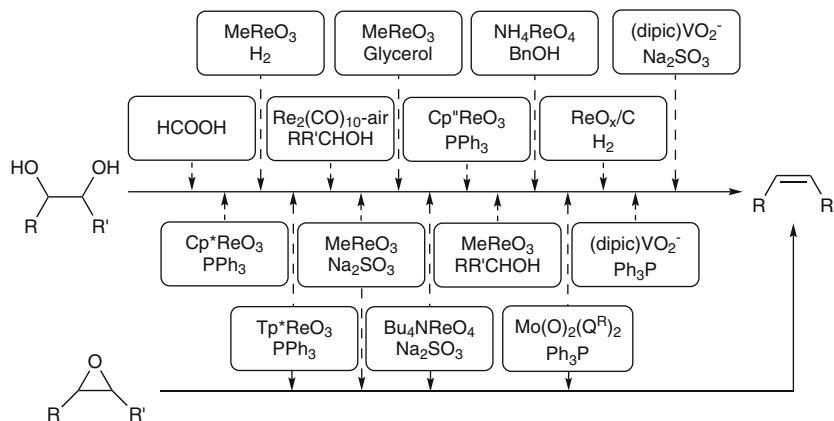 MeReO3
H2
MeReO3
Glycerol
NH4ReO4
BnOH
(dipic)VO2-
Na2SO3
HCOOH
Re2(CO)10-air
RR'CHOH
Cp"ReO3
PPh3
ReOx/C
H2
HO
OH
R
R'
R
R'
Cp*ReO3
PPh3
MeReO3
Na2SO3
MeReO3
RR'CHOH
(dipic)VO2-
Ph3P
Tp*ReO3
PPh3
Bu4NReO4
Na2SO3
Mo(O)2(QR)2
Ph3P
O
R
R'